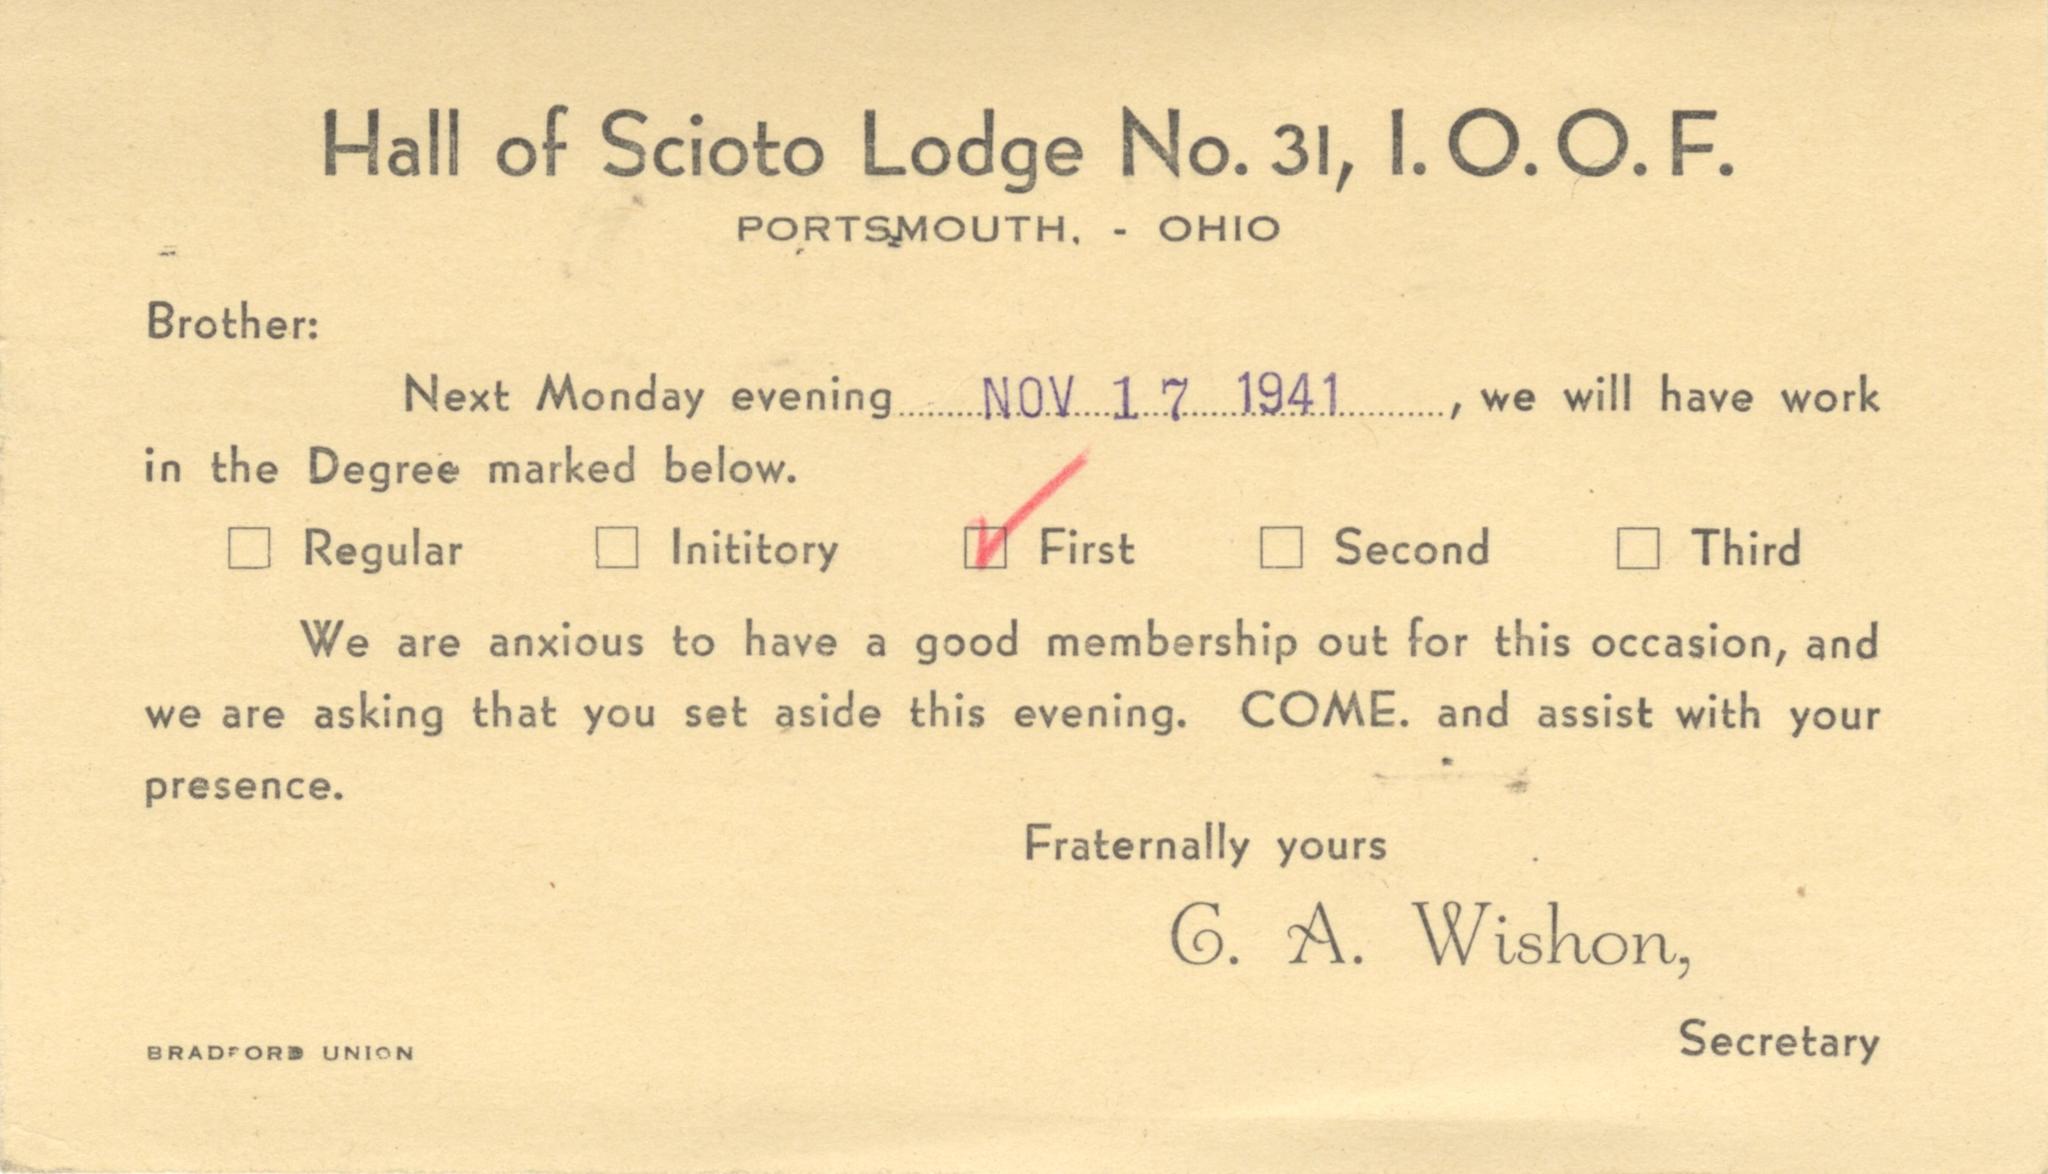 Hall of Scioto Lodge No. 31, I. O. O. F.
PORTSMOUTH, - OHIO
Brother:
Next Monday evening NOV 17 1941, we will have work
in the Degree marked below.
☐ Regular ☐ Inititory ☑ First ☐ Second ☐ Third
We are anxious to have a good membership out for this occasion, and
we are asking that you set aside this evening. COME. and assist with your
presence.
Fraternally yours
C. A. Wishon,
Secretary
BRADFORD UNION